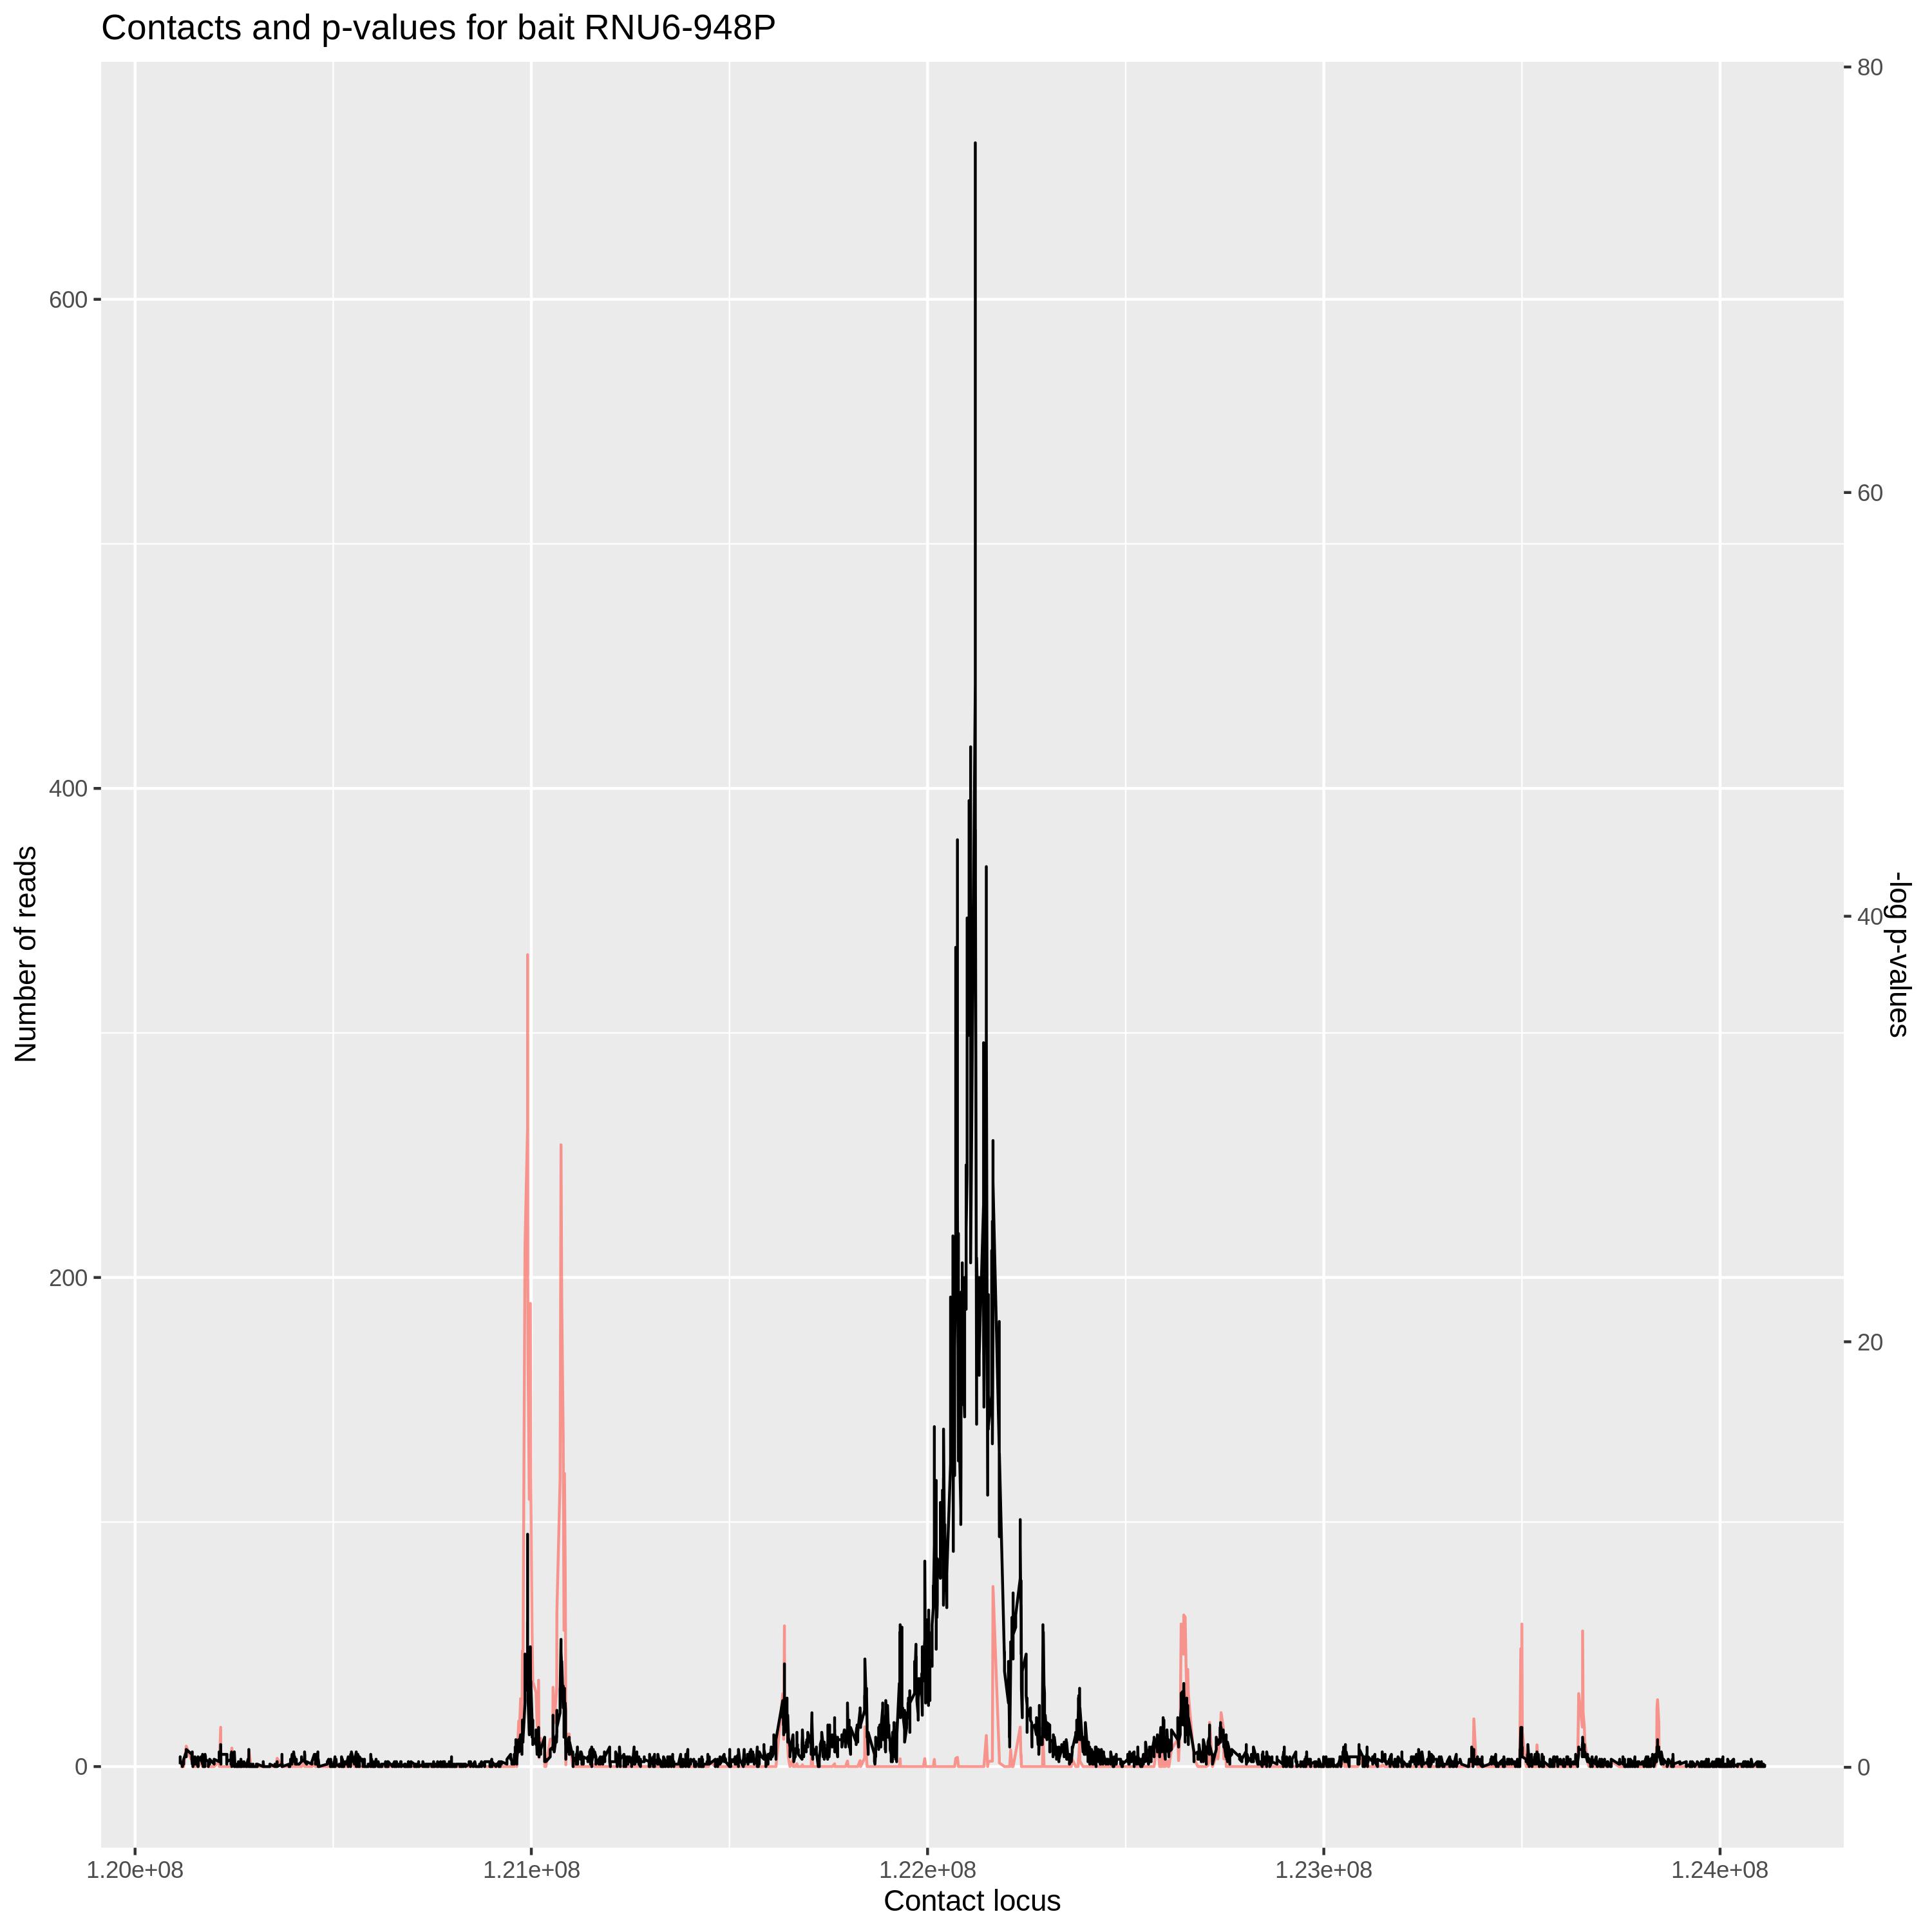 Contacts and p-values for bait RNU6-948P
Number of reads
600
400
200
0
80
60
40
20
0
-log p-values
1.20e+08 1.21e+08 1.22e+08 1.23e+08 1.24e+08
Contact locus